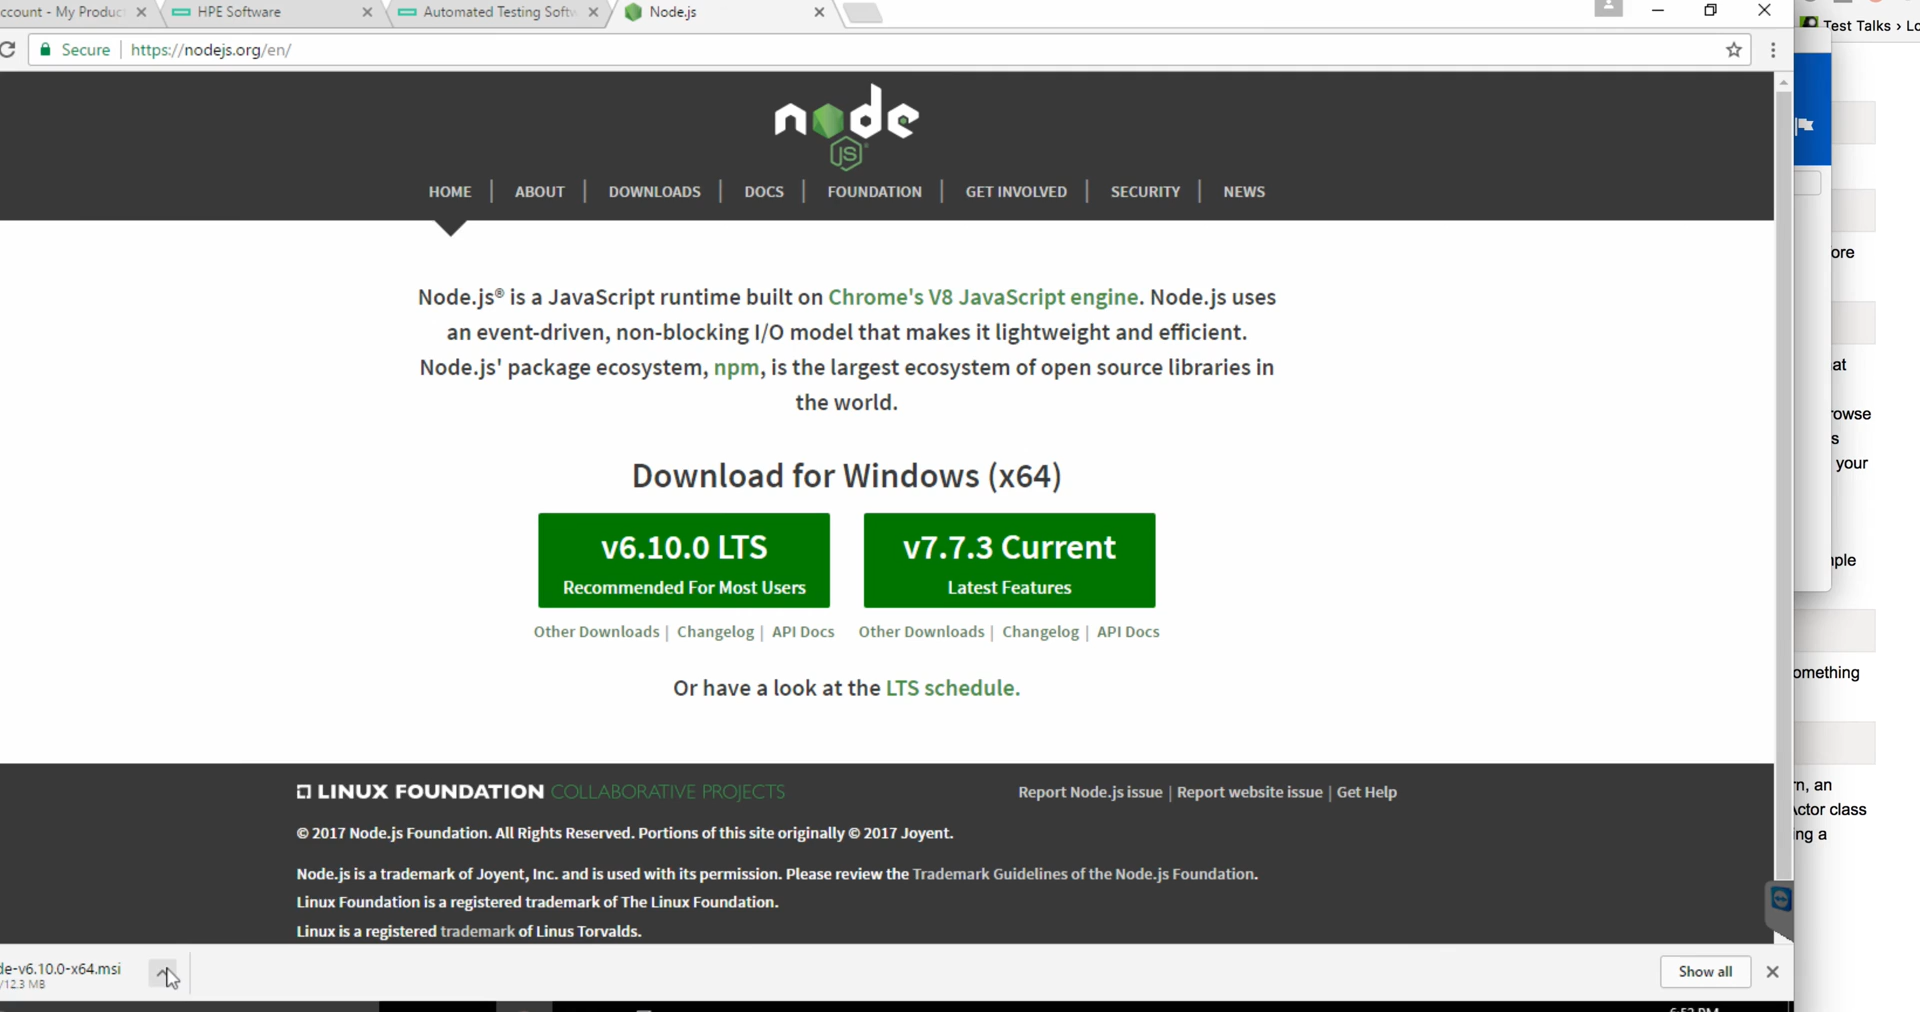 ccount - My Product
HPE Software
Automated Testing Softw
Node.js
Test Talks › Lo
Secure
https://nodejs.org/en/
node
JS
HOME
ABOUT
DOWNLOADS
DOCS
FOUNDATION
GET INVOLVED
SECURITY
NEWS
Node.js® is a JavaScript runtime built on Chrome's V8 JavaScript engine. Node.js uses
an event-driven, non-blocking I/O model that makes it lightweight and efficient.
Node.js' package ecosystem, npm, is the largest ecosystem of open source libraries in
the world.
Download for Windows (x64)
v6.10.0 LTS
Recommended For Most Users
v7.7.3 Current
Latest Features
Other Downloads | Changelog | API Docs
Other Downloads | Changelog | API Docs
Or have a look at the LTS schedule.
LINUX FOUNDATION COLLABORATIVE PROJECTS
Report Node.js issue | Report website issue | Get Help
© 2017 Node.js Foundation. All Rights Reserved. Portions of this site originally © 2017 Joyent.
Node.js is a trademark of Joyent, Inc. and is used with its permission. Please review the Trademark Guidelines of the Node.js Foundation.
Linux Foundation is a registered trademark of The Linux Foundation.
Linux is a registered trademark of Linus Torvalds.
de-v6.10.0-x64.msi
/12.3 MB
Show all
ore
at
rowse
s
your
nple
omething
rn, an
Actor class
ng a